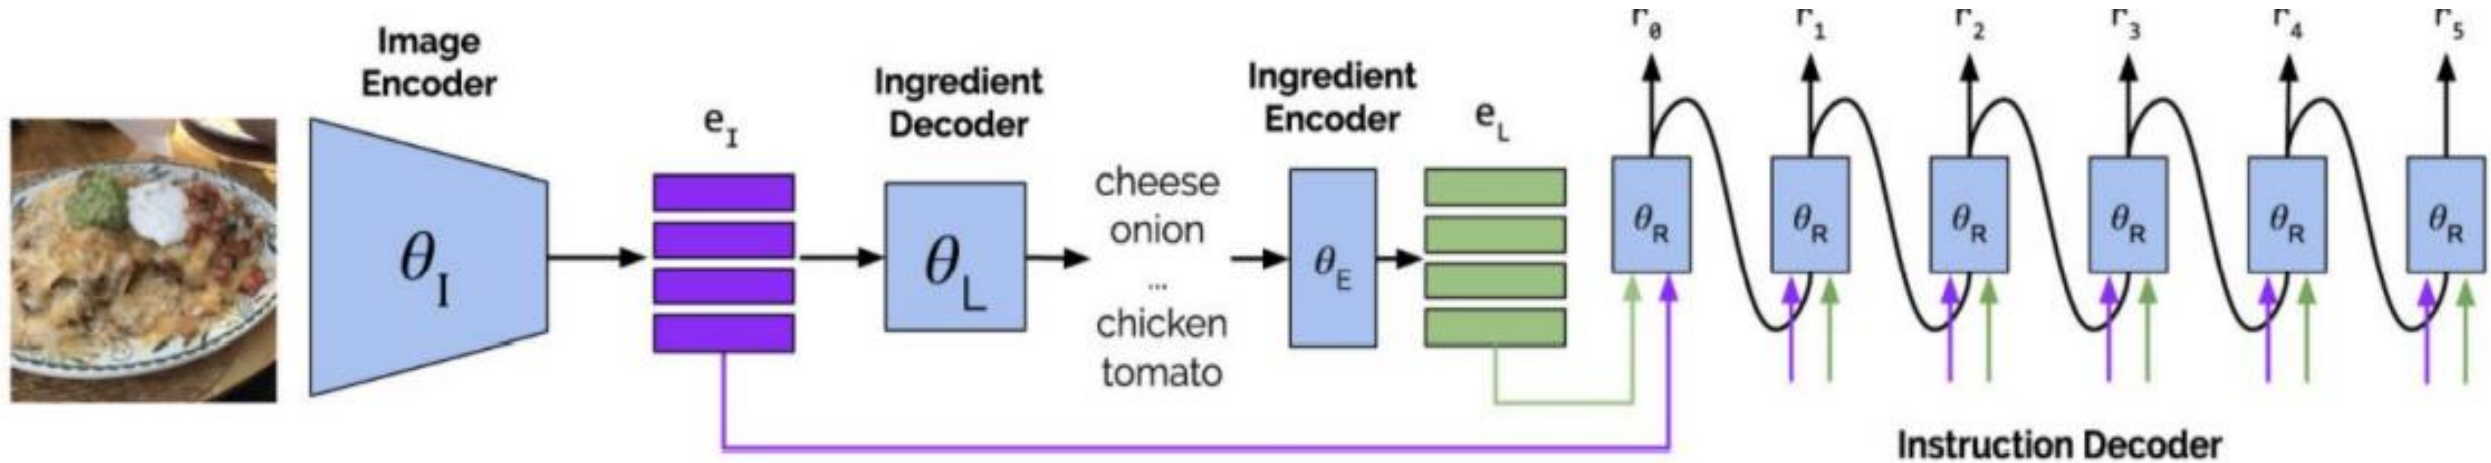 Image
Encoder
θI
eI
Ingredient
Decoder
θL
cheese
onion
...
chicken
tomato
Ingredient
Encoder
θE
eL
r0
r1
r2
r3
r4
r5
θR
θR
θR
θR
θR
θR
Instruction Decoder